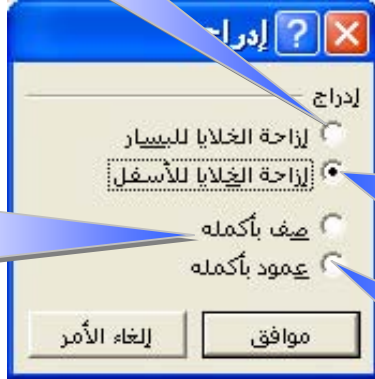 إدراج
إدراج
إزاحة الخلايا لليسار
إزاحة الخلايا للأسفل
صف بأكمله
عمود بأكمله
موافق
إلغاء الأمر